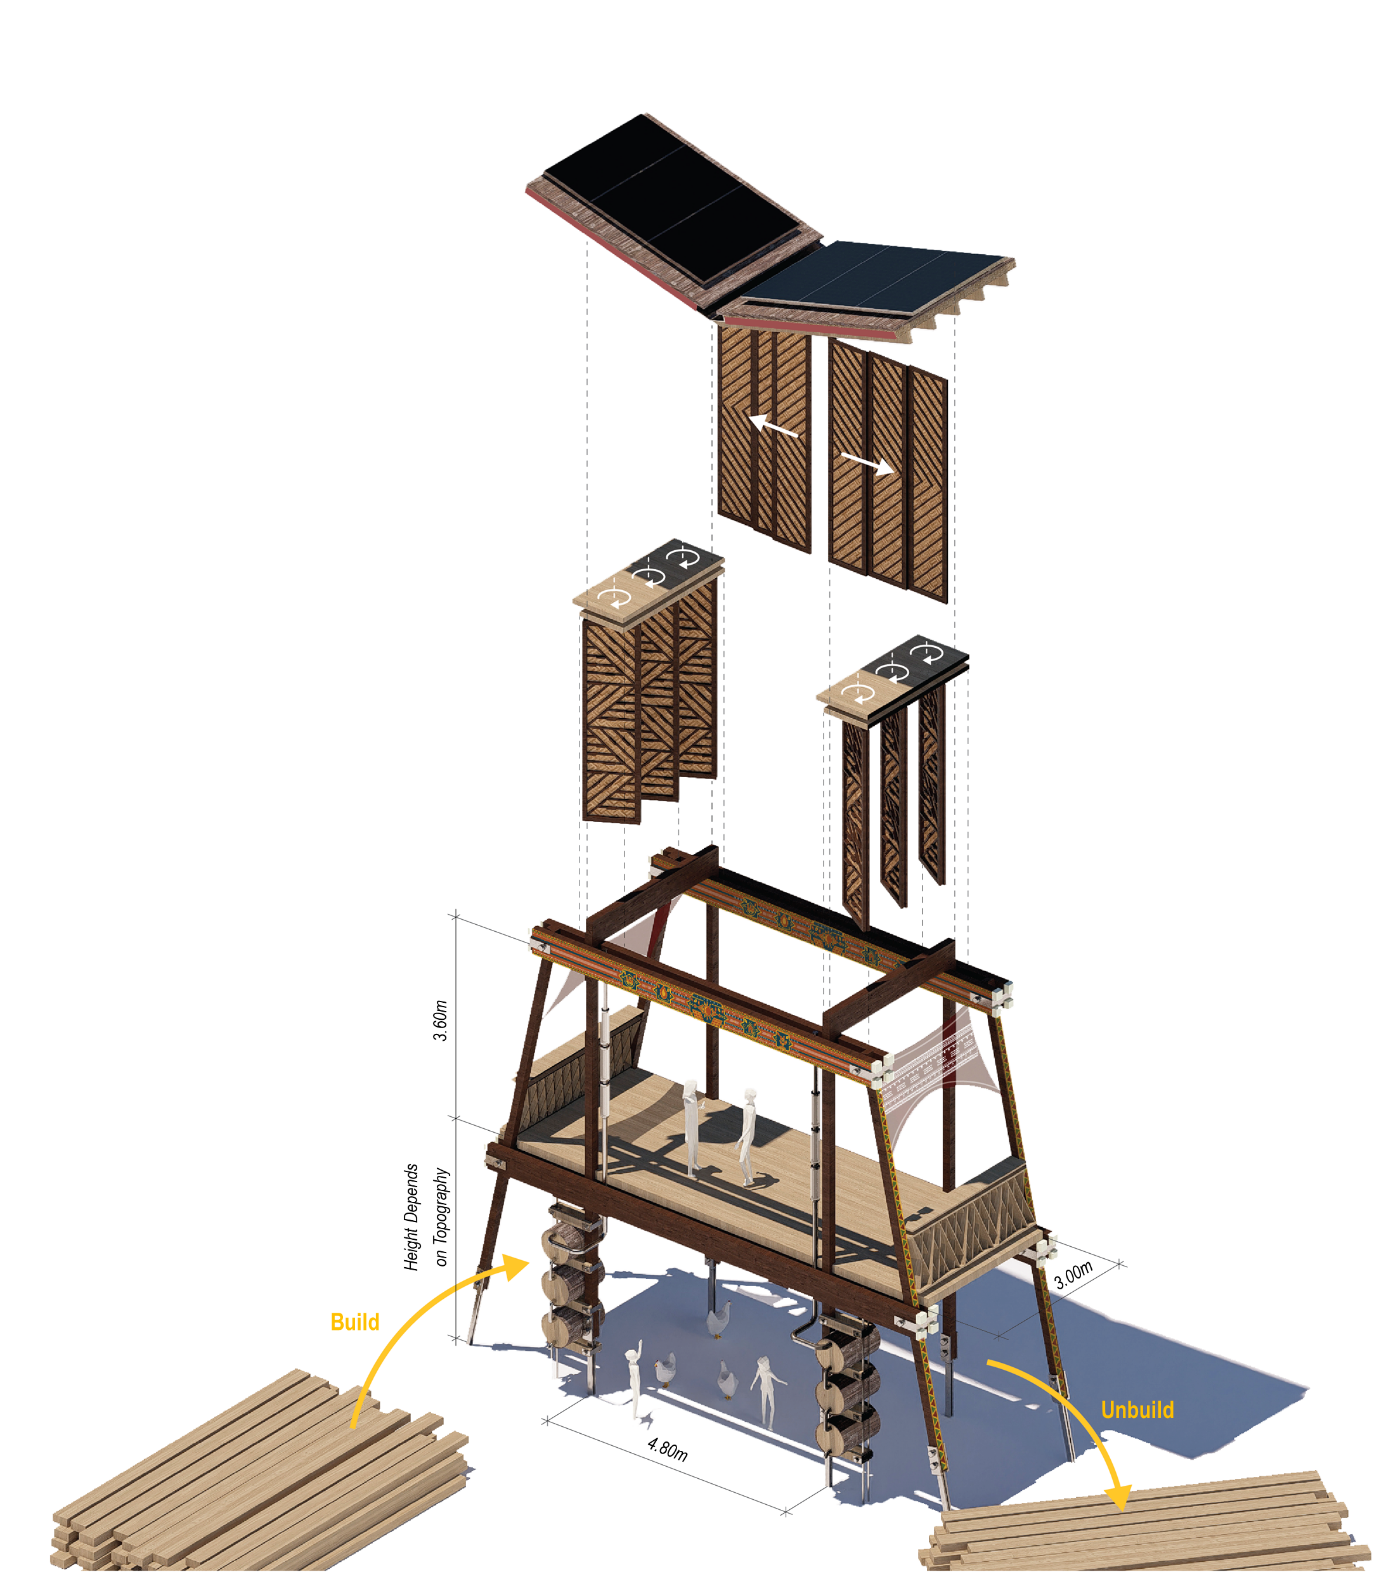 3.60m
Height Depends
on Topography
Build
3.00m
Unbuild
4.80m